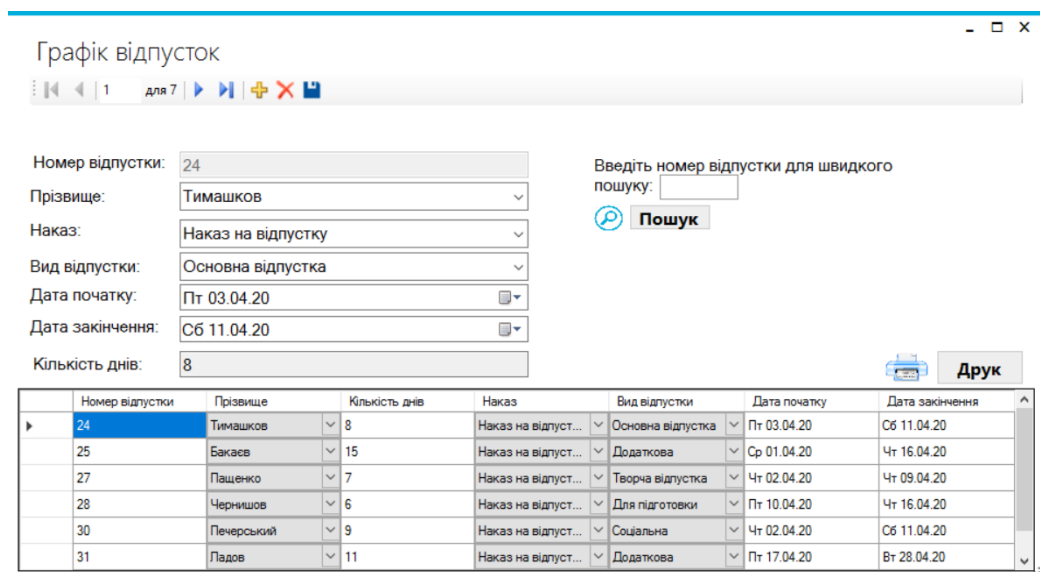 Графік відпусток
1 для 7
Номер відпустки: 24
Прізвище: Тимашков
Наказ: Наказ на відпустку
Вид відпустки: Основна відпустка
Дата початку: Пт 03.04.20
Дата закінчення: Сб 11.04.20
Кількість днів: 8
Введіть номер відпустки для швидкого
пошуку:
Пошук
Друк
Номер відпустки Прізвище Кількість днів Наказ Вид відпустки Дата початку Дата закінчення
24 Тимашков 8 Наказ на відпуст... Основна відпустка Пт 03.04.20 Сб 11.04.20
25 Бакаєв 15 Наказ на відпуст... Додаткова Ср 01.04.20 Чт 16.04.20
27 Пащенко 7 Наказ на відпуст... Творча відпустка Чт 02.04.20 Чт 09.04.20
28 Чернишов 6 Наказ на відпуст... Для підготовки Пт 10.04.20 Чт 16.04.20
30 Печерський 9 Наказ на відпуст... Соціальна Чт 02.04.20 Сб 11.04.20
31 Ладов 11 Наказ на відпуст... Додаткова Пт 17.04.20 Вт 28.04.20